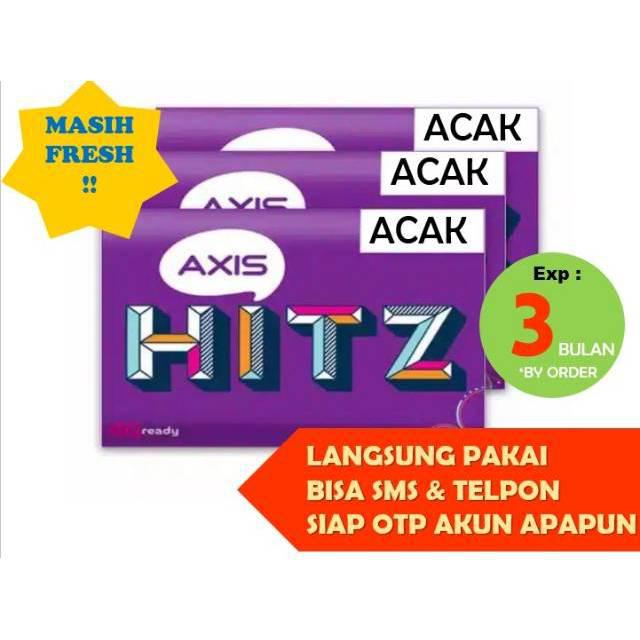 MASIH
FRESH
!!
ACAK
ACAK
AXIS
ACAK
AXIS
HITZ
ready
Exp :
3
BULAN
*BY ORDER
LANGSUNG PAKAI
BISA SMS & TELPON
SIAP OTP AKUN APAPUN